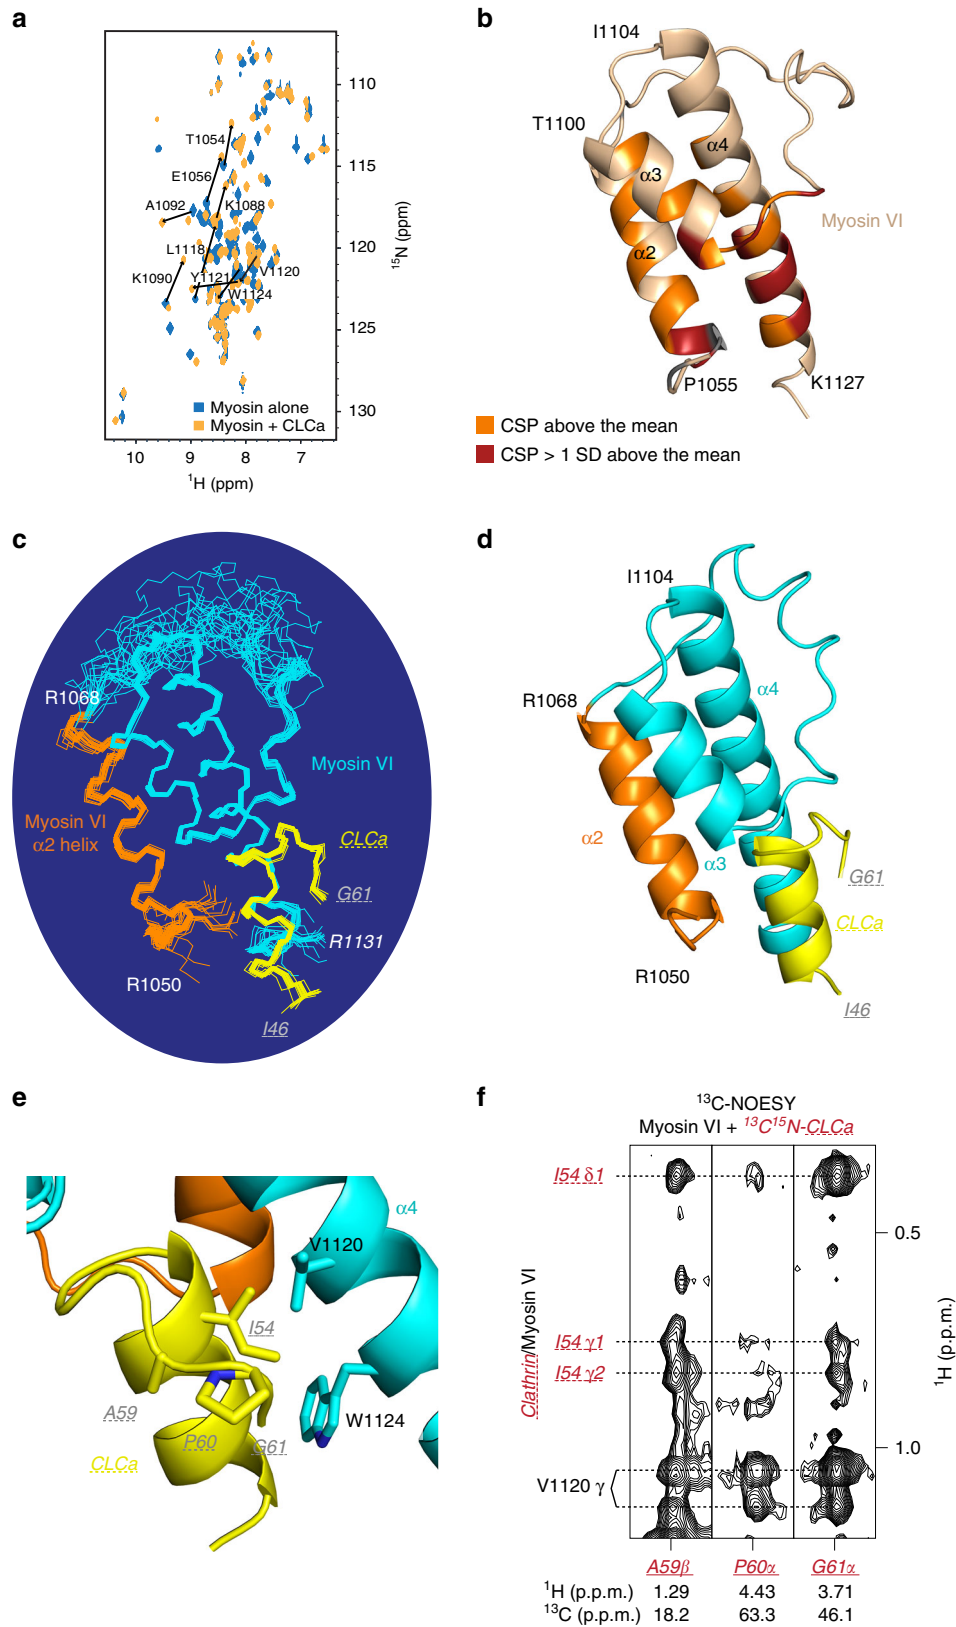 a
110
115
120
125
130
15N (ppm)
T1054
E1056
A1092
K1088
L1118
K1090
Y1121
V1120
W1124
Myosin alone
Myosin + CLCa
10
9
8
7
1H (ppm)
b
I1104
T1100
α4
α3
α2
Myosin VI
P1055
K1127
CSP above the mean
CSP > 1 SD above the mean
c
R1068
Myosin VI
Myosin VI
α2 helix
CLCa
G61
R1131
R1050
I46
d
I1104
R1068
α4
α2
α3
G61
CLCa
R1050
I46
e
α4
V1120
I54
A59
P60
G61
CLCa
W1124
f
13C-NOESY
Myosin VI + 13C15N-CLCa
Clathrin/Myosin VI
I54 δ1
I54 γ1
I54 γ2
V1120 γ
0.5
1.0
1H (p.p.m.)
A59β P60α G61α
1H (p.p.m.) 1.29 4.43 3.71
13C (p.p.m.) 18.2 63.3 46.1